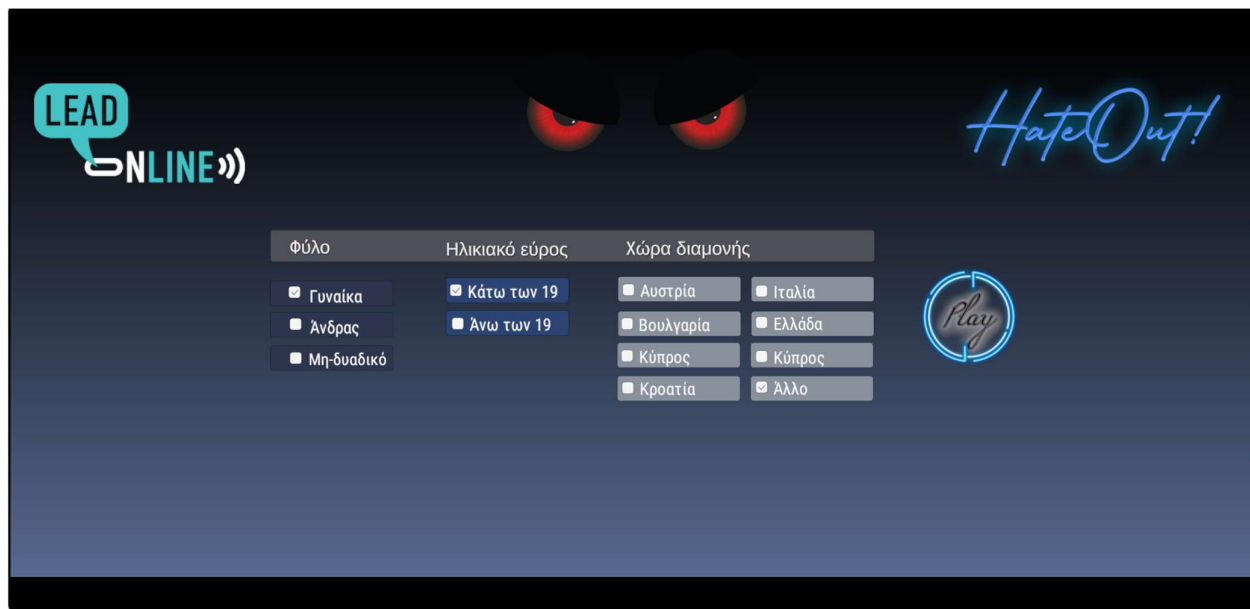 LEAD
ONLINE
HateOut!
Φύλο Ηλικιακό εύρος Χώρα διαμονής
Γυναίκα Κάτω των 19 Αυστρία Ιταλία
Άνδρας Άνω των 19 Βουλγαρία Ελλάδα
Μη-δυαδικό Κύπρος Κύπρος
Κροατία Άλλο
Play